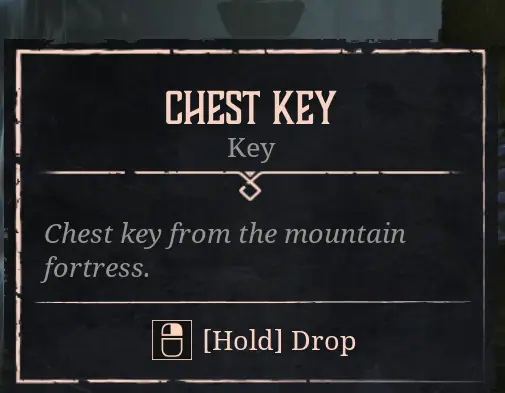 CHEST KEY
Key
Chest key from the mountain
fortress.
[Hold] Drop